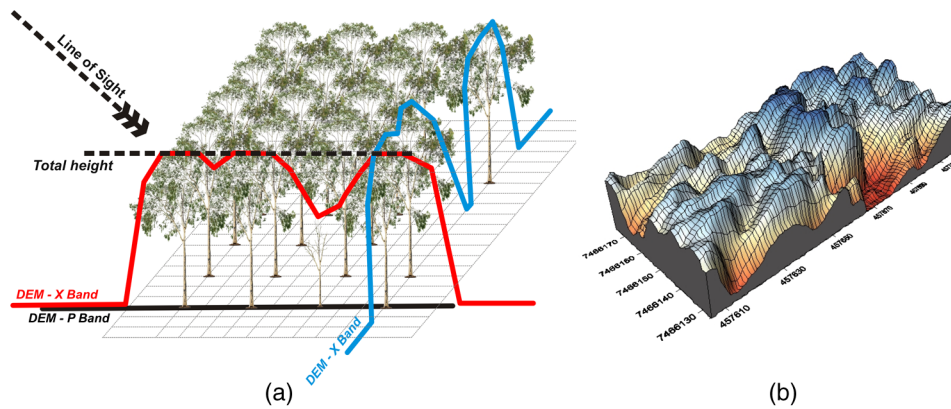 Line of Sight
Total height
DEM - X Band
DEM - P Band
DEM - X Band
(a)
7466170
7466160
7466150
7466140
7466130
457610
457630
457650
457670
(b)